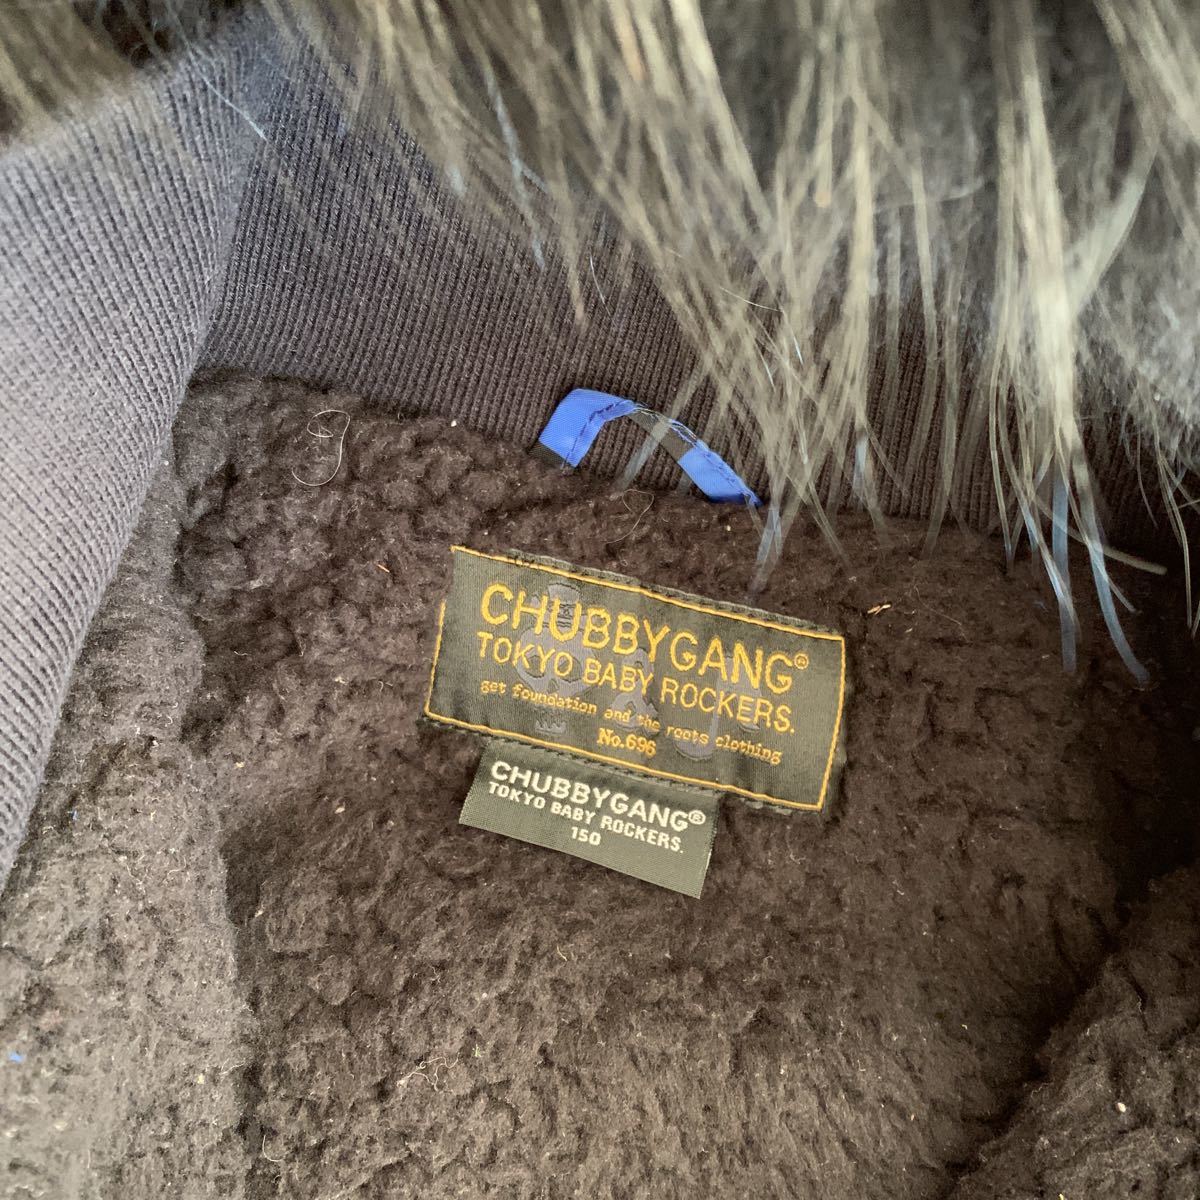 CHUBBYGANG®
TOKYO BABY ROCKERS.
get foundation and the roots clothing
No.696
CHUBBYGANG®
TOKYO BABY ROCKERS.
150